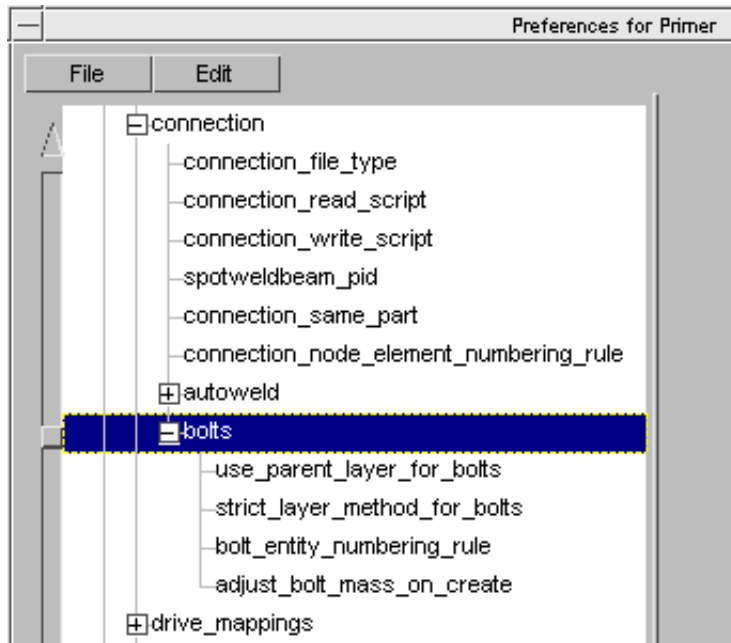 Preferences for Primer
File Edit
connection
connection_file_type
connection_read_script
connection_write_script
spotweldbeam_pid
connection_same_part
connection_node_element_numbering_rule
autoweld
bolts
use_parent_layer_for_bolts
strict_layer_method_for_bolts
bolt_entity_numbering_rule
adjust_bolt_mass_on_create
drive_mappings